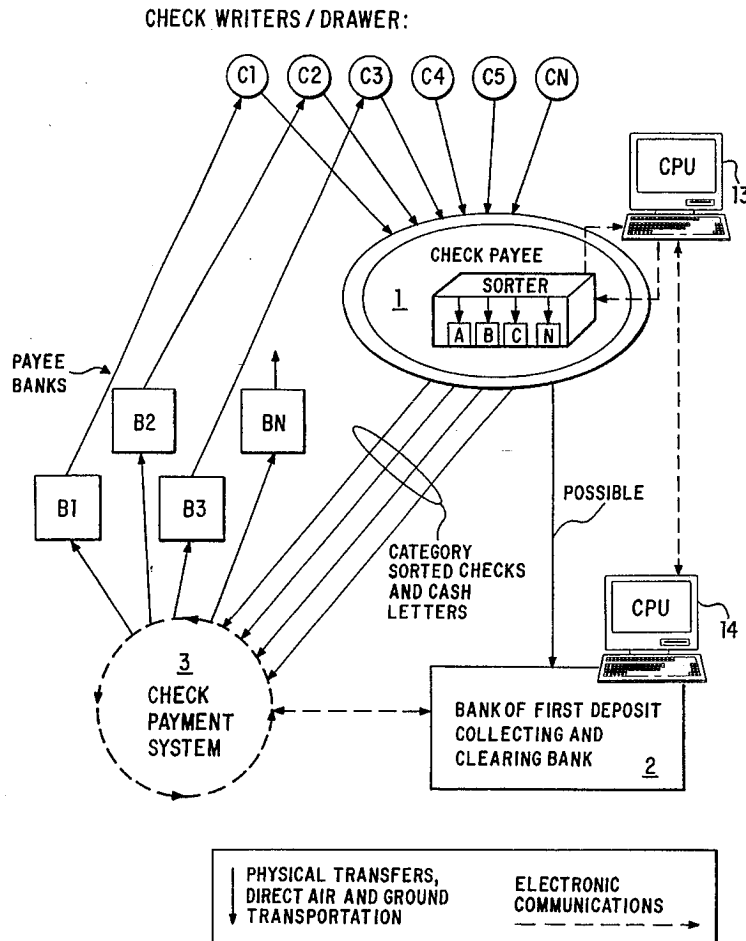 CHECK WRITERS / DRAWER:
C1 C2 C3 C4 C5 CN
CPU
13
CHECK PAYEE
SORTER
1
A B C N
PAYEE
BANKS
B1
B2
B3
BN
POSSIBLE
CATEGORY
SORTED CHECKS
AND CASH
LETTERS
CPU
14
3
CHECK
PAYMENT
SYSTEM
BANK OF FIRST DEPOSIT
COLLECTING AND
CLEARING BANK
2
PHYSICAL TRANSFERS,
DIRECT AIR AND GROUND
TRANSPORTATION
ELECTRONIC
COMMUNICATIONS